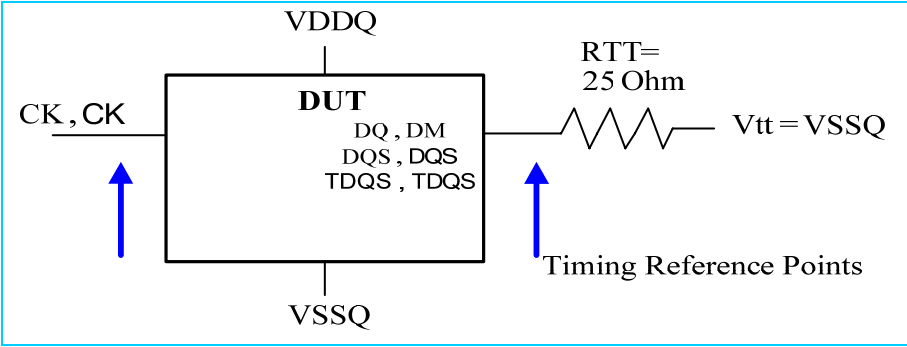 VDDQ
RTT=
25 Ohm
DUT
CK , CK
DQ , DM
DQS , DQS
TDQS , TDQS
Vtt = VSSQ
Timing Reference Points
VSSQ